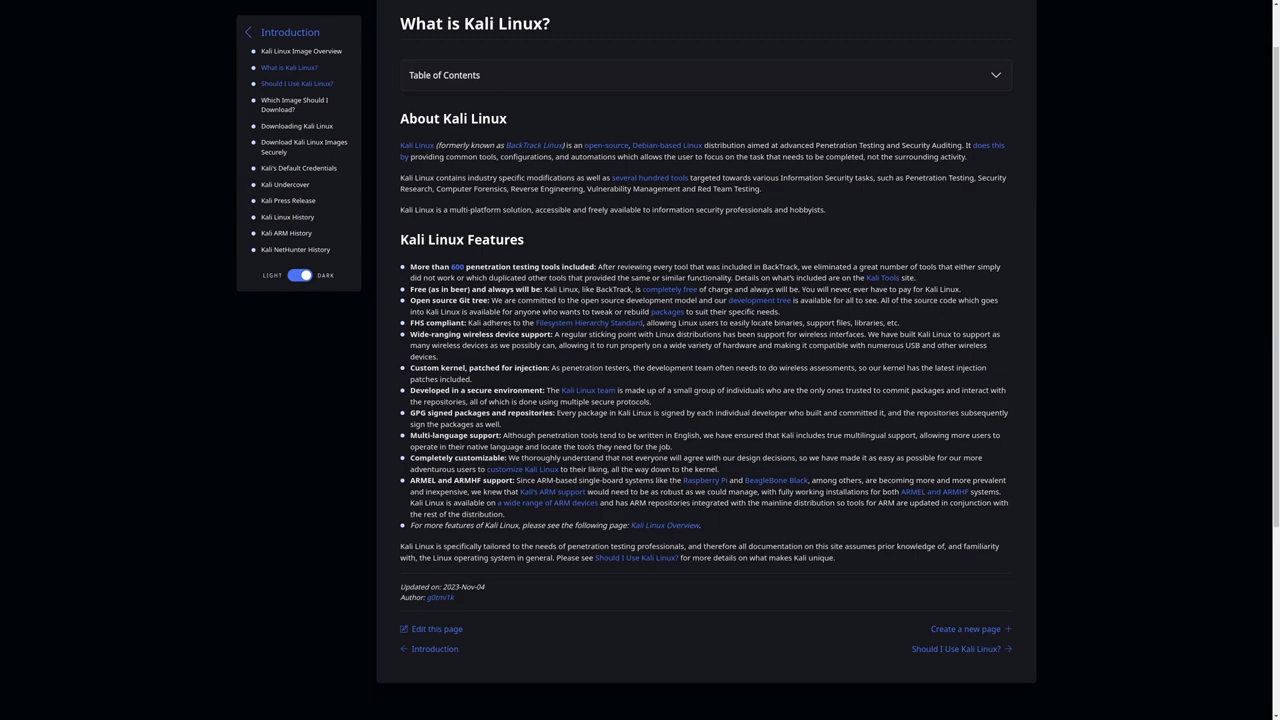 Introduction
Kali Linux Image Overview
What is Kali Linux?
Should I Use Kali Linux?
Which Image Should I
Download?
Downloading Kali Linux
Download Kali Linux Images
Securely
Kali's Default Credentials
Kali Undercover
Kali Press Release
Kali Linux History
Kali ARM History
Kali NetHunter History
LIGHT DARK
What is Kali Linux?
Table of Contents
About Kali Linux
Kali Linux (formerly known as BackTrack Linux) is an open-source, Debian-based Linux distribution aimed at advanced Penetration Testing and Security Auditing. It does this
by providing common tools, configurations, and automations which allows the user to focus on the task that needs to be completed, not the surrounding activity.
Kali Linux contains industry specific modifications as well as several hundred tools targeted towards various Information Security tasks, such as Penetration Testing, Security
Research, Computer Forensics, Reverse Engineering, Vulnerability Management and Red Team Testing.
Kali Linux is a multi-platform solution, accessible and freely available to information security professionals and hobbyists.
Kali Linux Features
More than 600 penetration testing tools included: After reviewing every tool that was included in BackTrack, we eliminated a great number of tools that either simply
did not work or which duplicated other tools that provided the same or similar functionality. Details on what's included are on the Kali Tools site.
Free (as in beer) and always will be: Kali Linux, like BackTrack, is completely free of charge and always will be. You will never, ever have to pay for Kali Linux.
Open source Git tree: We are committed to the open source development model and our development tree is available for all to see. All of the source code which goes
into Kali Linux is available for anyone who wants to tweak or rebuild packages to suit their specific needs.
FHS compliant: Kali adheres to the Filesystem Hierarchy Standard, allowing Linux users to easily locate binaries, support files, libraries, etc.
Wide-ranging wireless device support: A regular sticking point with Linux distributions has been support for wireless interfaces. We have built Kali Linux to support as
many wireless devices as we possibly can, allowing it to run properly on a wide variety of hardware and making it compatible with numerous USB and other wireless
devices.
Custom kernel, patched for injection: As penetration testers, the development team often needs to do wireless assessments, so our kernel has the latest injection
patches included.
Developed in a secure environment: The Kali Linux team is made up of a small group of individuals who are the only ones trusted to commit packages and interact with
the repositories, all of which is done using multiple secure protocols.
GPG signed packages and repositories: Every package in Kali Linux is signed by each individual developer who built and committed it, and the repositories subsequently
sign the packages as well.
Multi-language support: Although penetration tools tend to be written in English, we have ensured that Kali includes true multilingual support, allowing more users to
operate in their native language and locate the tools they need for the job.
Completely customizable: We thoroughly understand that not everyone will agree with our design decisions, so we have made it as easy as possible for our more
adventurous users to customize Kali Linux to their liking, all the way down to the kernel.
ARMEL and ARMHF support: Since ARM-based single-board systems like the Raspberry Pi and BeagleBone Black, among others, are becoming more and more prevalent
and inexpensive, we knew that Kali's ARM support would need to be as robust as we could manage, with fully working installations for both ARMEL and ARMHF systems.
Kali Linux is available on a wide range of ARM devices and has ARM repositories integrated with the mainline distribution so tools for ARM are updated in conjunction with
the rest of the distribution.
For more features of Kali Linux, please see the following page: Kali Linux Overview.
Kali Linux is specifically tailored to the needs of penetration testing professionals, and therefore all documentation on this site assumes prior knowledge of, and familiarity
with, the Linux operating system in general. Please see Should I Use Kali Linux? for more details on what makes Kali unique.
Updated on: 2023-Nov-04
Author: g0tmi1k
Edit this page
Create a new page
Introduction
Should I Use Kali Linux?